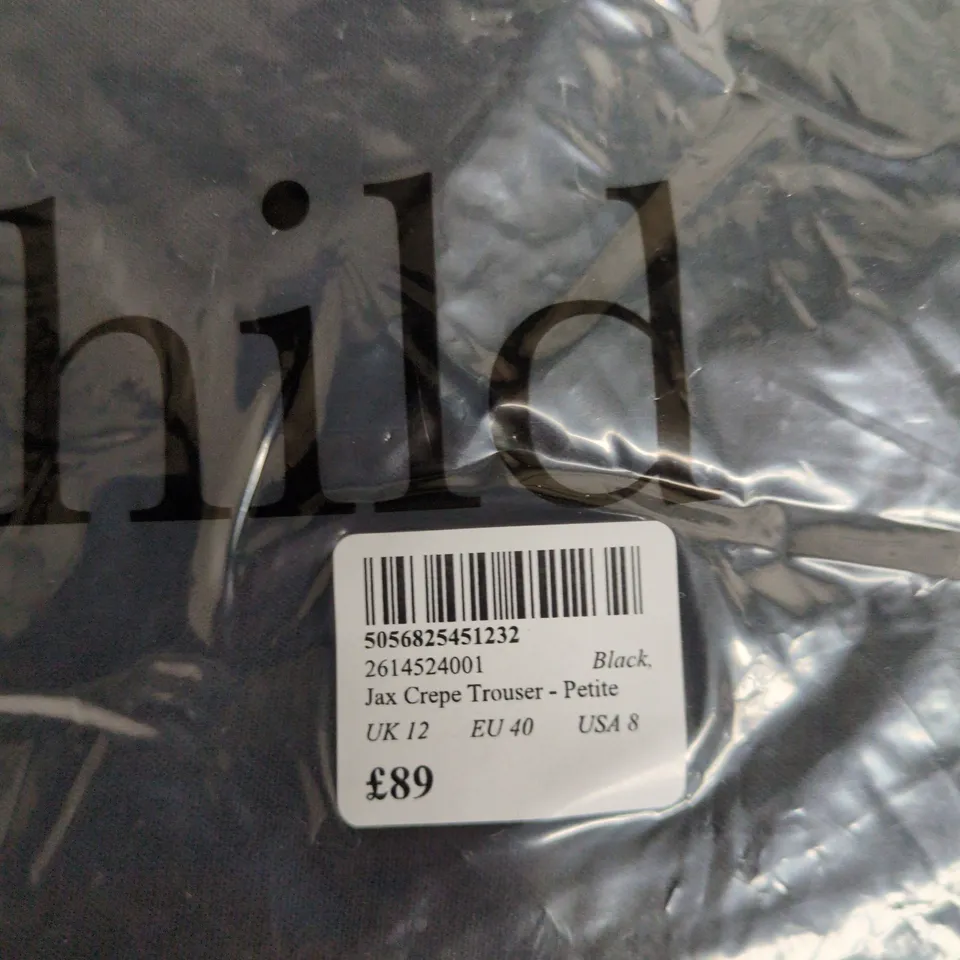 hild
5056825451232
2614524001 Black,
Jax Crepe Trouser - Petite
UK 12 EU 40 USA 8
£89